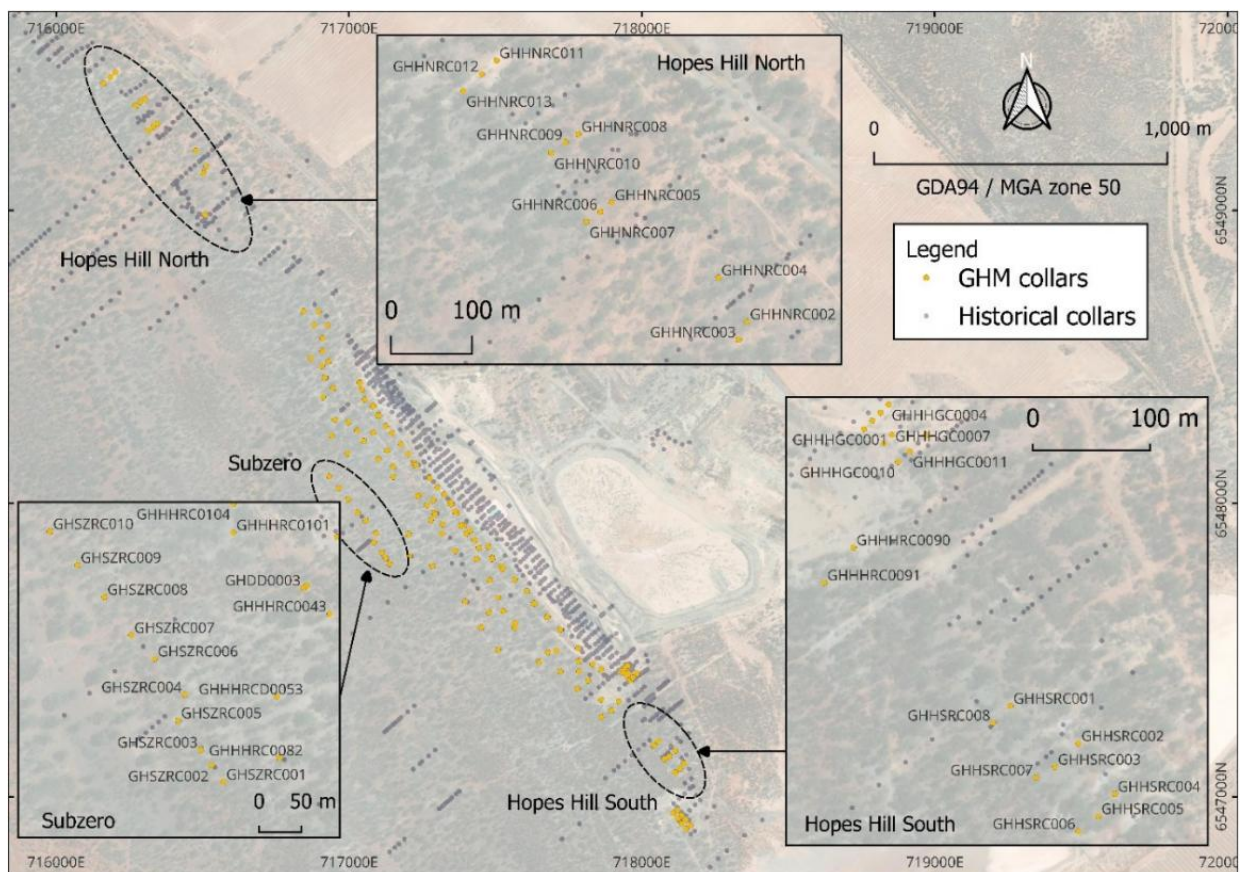 716000E
717000E
718000E
719000E
72000
Hopes Hill North
GHHNRC011
GHHNRC012
GHHNRC013
GHHNRC008
GHHNRC009
GHHNRC010
GHHNRC005
GHHNRC006
GHHNRC007
GHHNRC004
GHHNRC002
GHHNRC003
0 100 m
N
0 1,000 m
GDA94 / MGA zone 50
Legend
GHM collars
Historical collars
6549000N
Hopes Hill North
Subzero
GHSZRC010
GHHHRC0104
GHHHRC0101
GHSZRC009
GHDD0003
GHSZRC008
GHHHRC0043
GHSZRC007
GHSZRC006
GHSZRC004
GHHHRCD0053
GHSZRC005
GHSZRC003
GHHHRC0082
GHSZRC002
GHSZRC001
0 50 m
Subzero
Hopes Hill South
GHHHGC0004
0 100 m
GHHHGC0001
GHHHGC0007
GHHHGC0010
GHHHGC0011
GHHHRC0090
GHHHRC0091
GHHSRC001
GHHSRC008
GHHSRC002
GHHSRC003
GHHSRC007
GHHSRC004
GHHSRC005
GHHSRC006
Hopes Hill South
6548000N
6547000N
716000E
717000E
718000E
719000E
72000